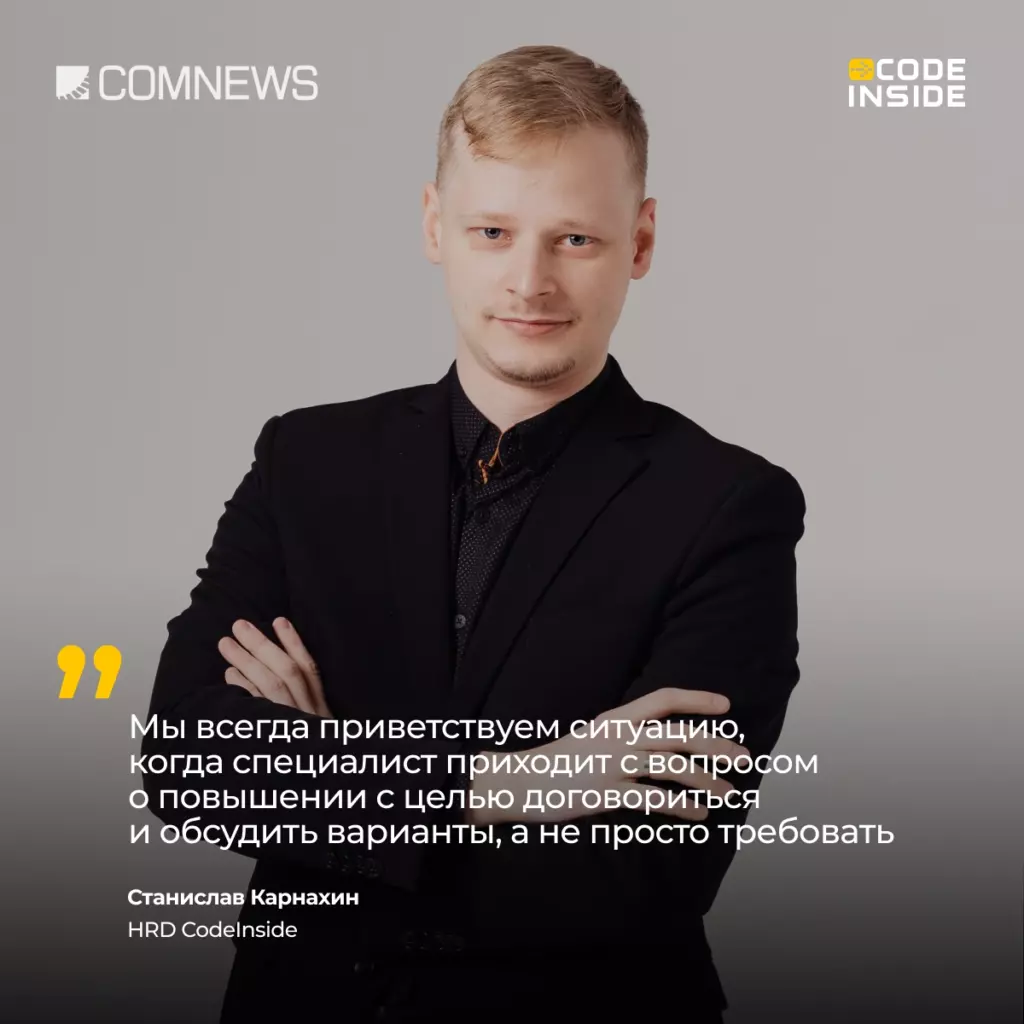 COMNEWS
CODE
INSIDE
Мы всегда приветствуем ситуацию,
когда специалист приходит с вопросом
о повышении с целью договориться
и обсудить варианты, а не просто требовать
Станислав Карнахин
HRD CodeInside